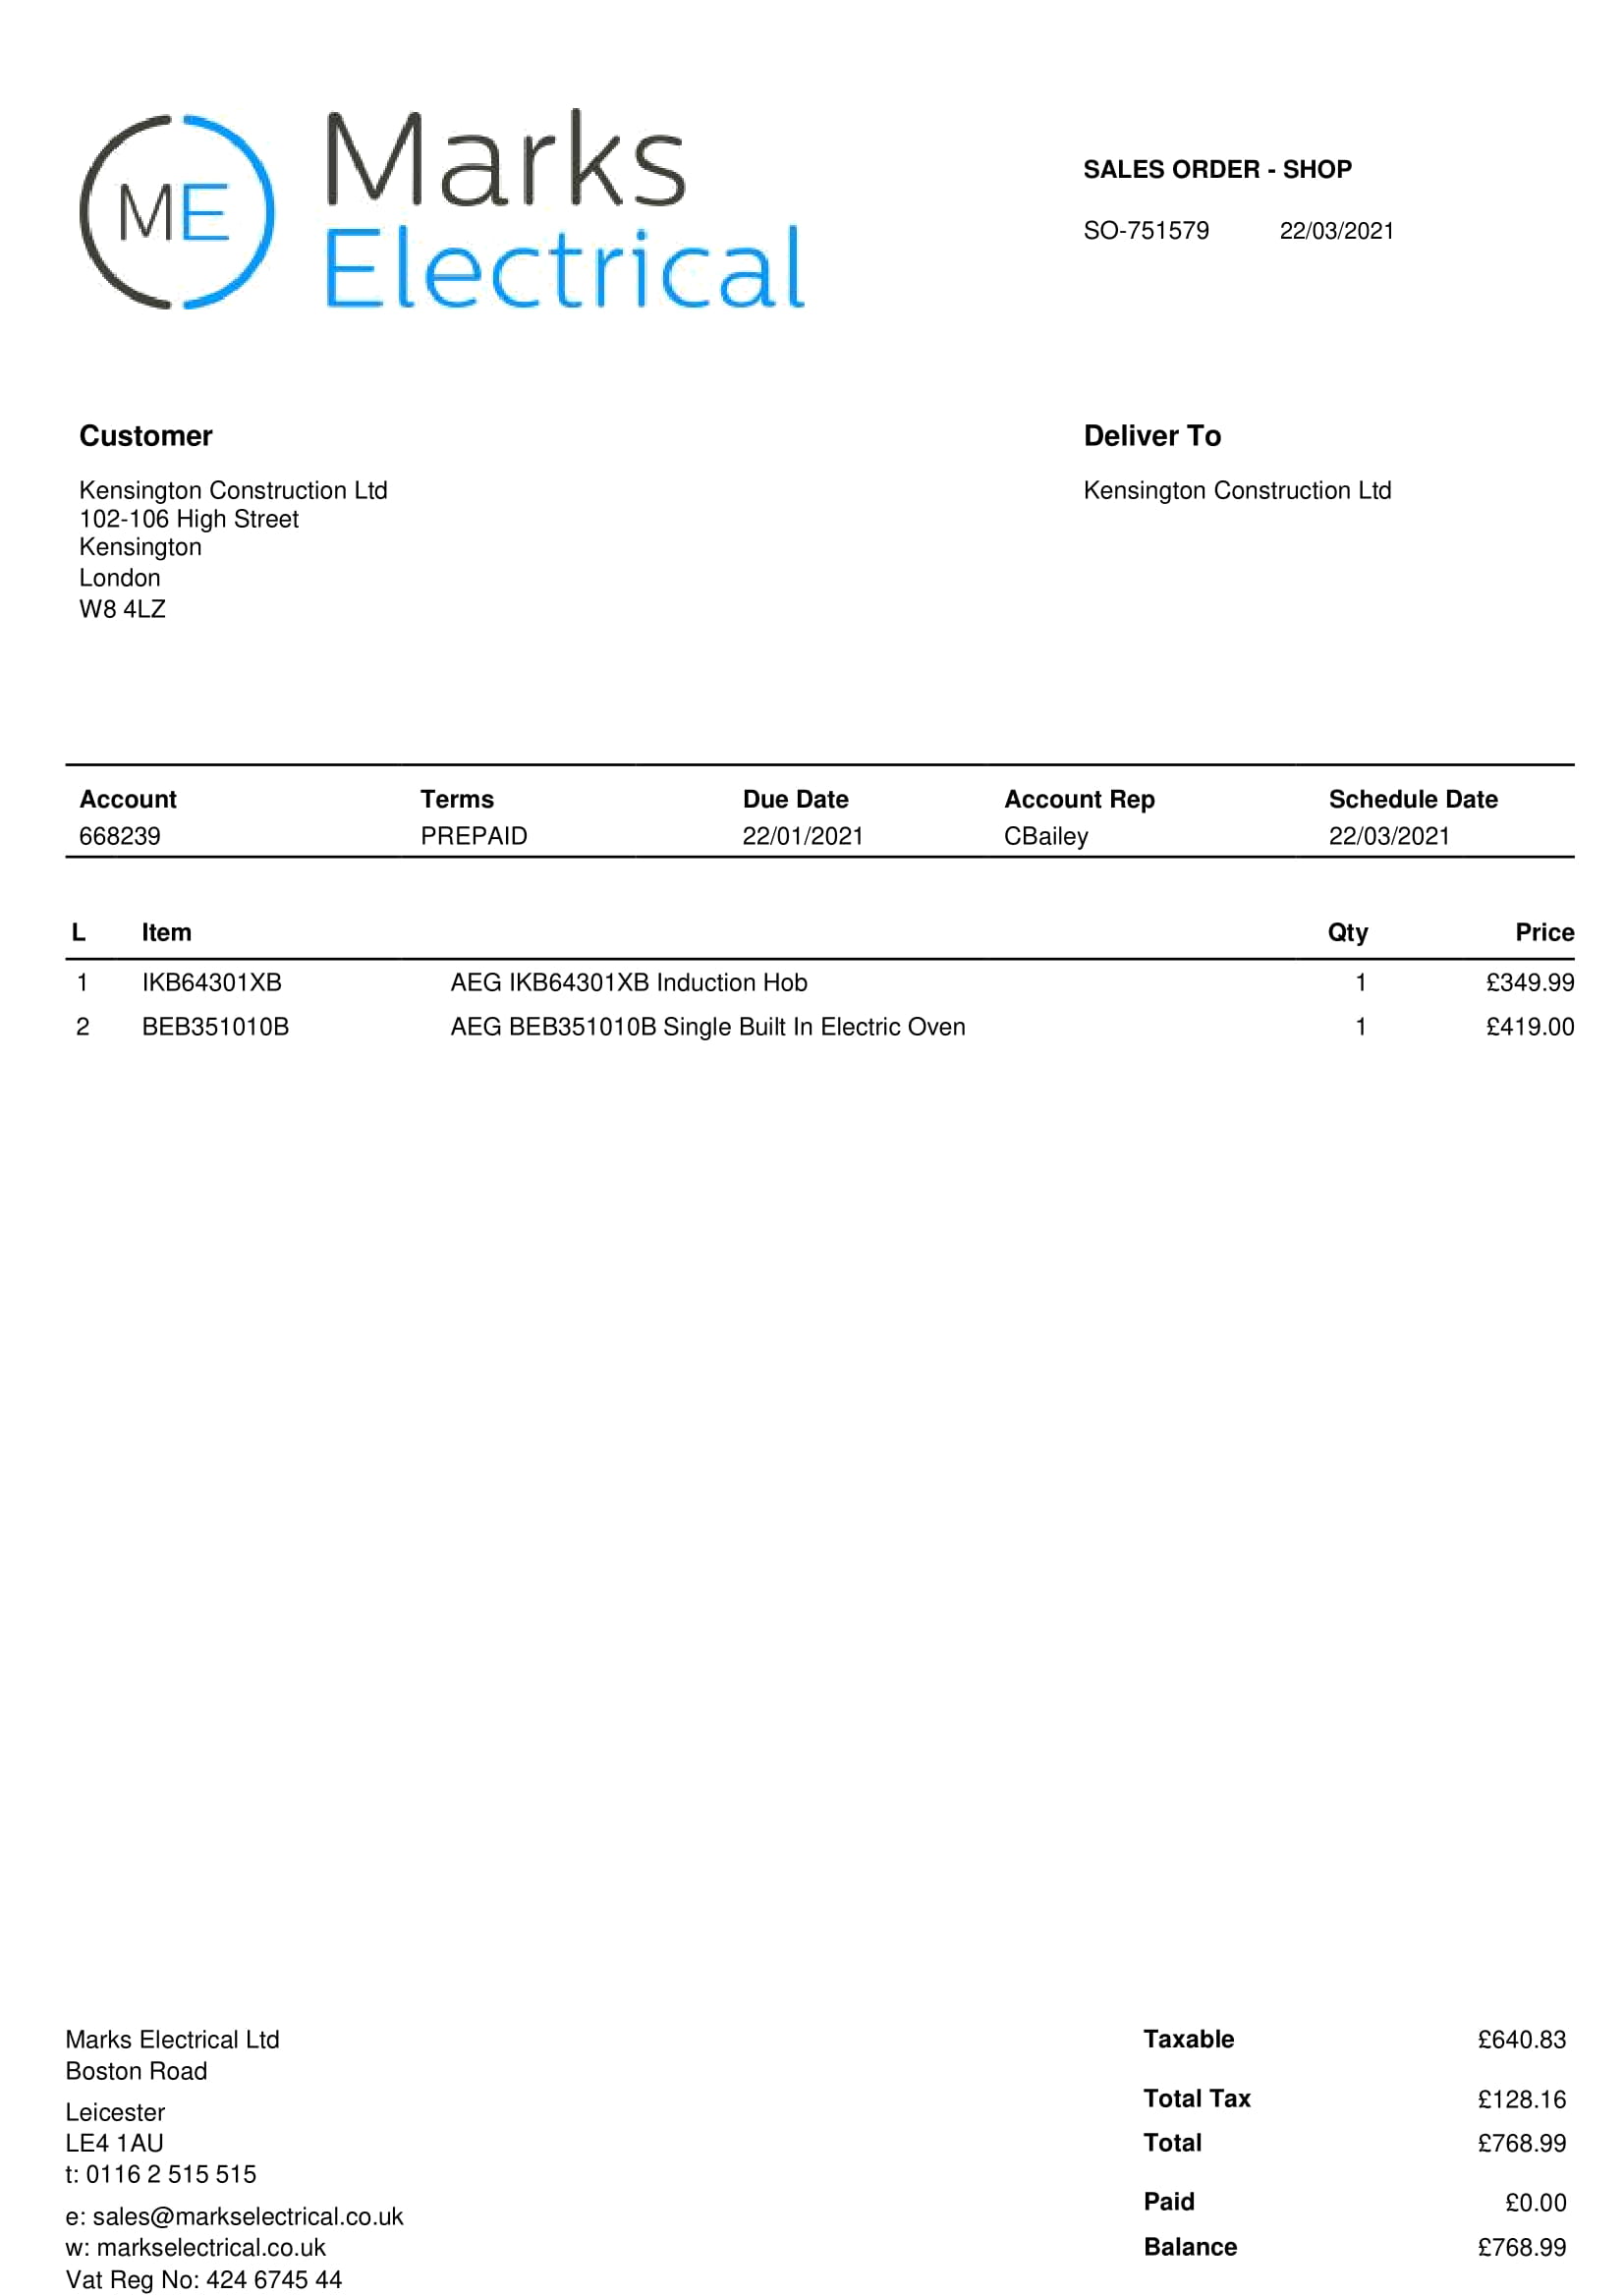 ME
Marks
Electrical
SALES ORDER - SHOP
SO-751579 22/03/2021
Customer
Kensington Construction Ltd
102-106 High Street
Kensington
London
W8 4LZ
Deliver To
Kensington Construction Ltd
Account Terms Due Date Account Rep Schedule Date
668239 PREPAID 22/01/2021 CBailey 22/03/2021
L Item Qty Price
1 IKB64301XB AEG IKB64301XB Induction Hob 1 £349.99
2 BEB351010B AEG BEB351010B Single Built In Electric Oven 1 £419.00
Marks Electrical Ltd
Boston Road
Leicester
LE4 1AU
t: 0116 2 515 515
e: sales@markselectrical.co.uk
w: markselectrical.co.uk
Vat Reg No: 424 6745 44
Taxable £640.83
Total Tax £128.16
Total £768.99
Paid £0.00
Balance £768.99